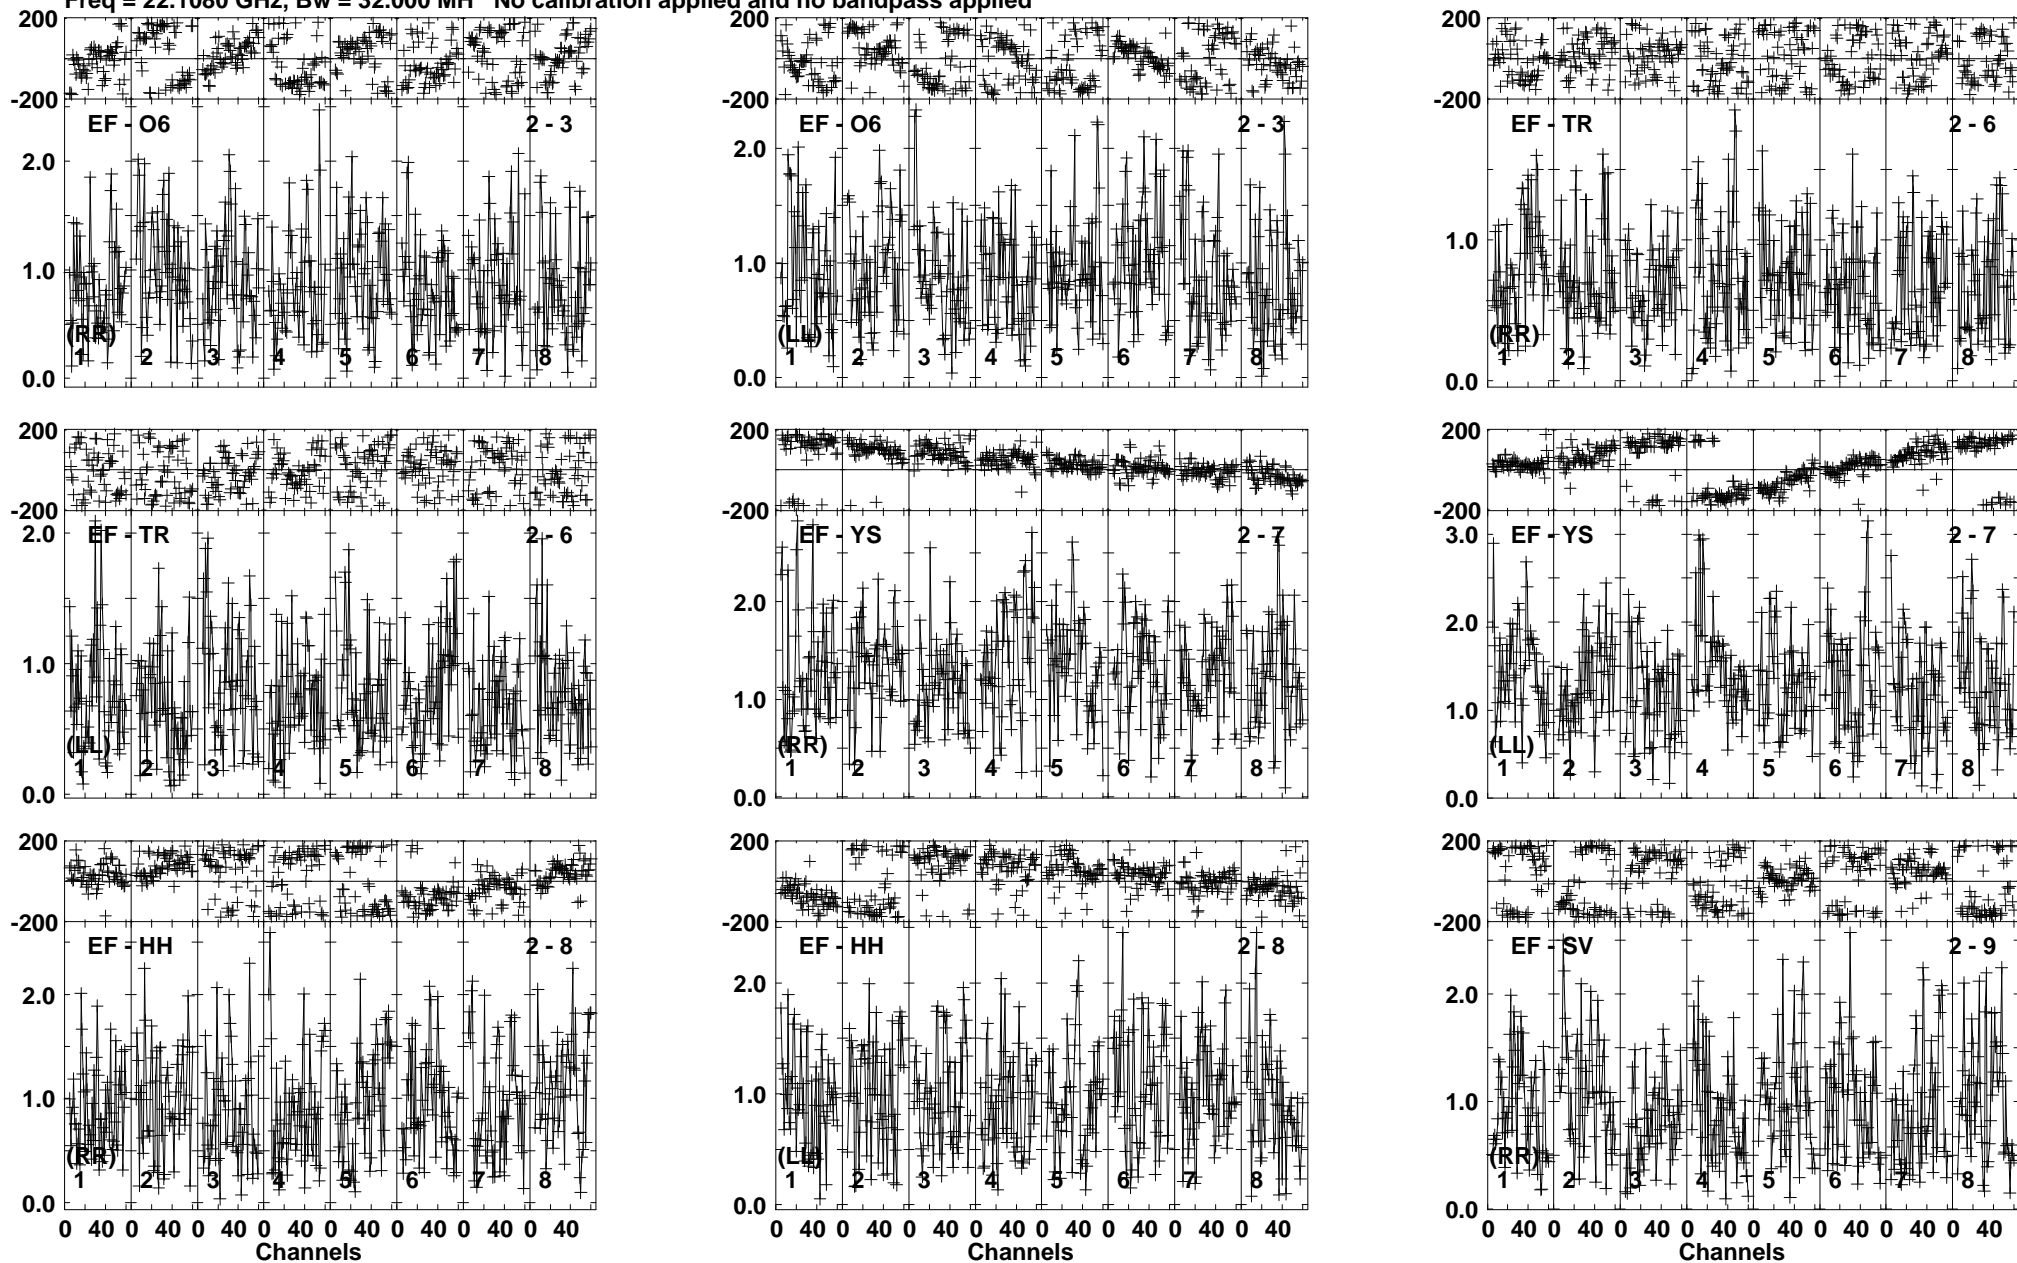 Freq = 22.1080 GHz, Bw = 32.000 MH No calibration applied and no bandpass applied
200 200 200
-200 -200 -200
EF - O6 2 - 3 EF - O6 2 - 3 EF - TR 2 - 6
2.0 2.0
1.0 1.0 1.0
(RR) (LL) (RR)
1 2 3 4 5 6 7 8 1 2 3 4 5 6 7 8 1 2 3 4 5 6 7 8
0.0 0.0 0.0
200 200 200
-200 -200 -200
EF - TR 2 - 6 EF - YS 2 - 7 EF - YS 2 - 7
2.0 2.0 3.0
2.0
1.0 1.0 1.0
(LL) (RR) (LL)
1 2 3 4 5 6 7 8 1 2 3 4 5 6 7 8 1 2 3 4 5 6 7 8
0.0 0.0 0.0
200 200 200
-200 -200 -200
EF - HH 2 - 8 EF - HH 2 - 8 EF - SV 2 - 9
2.0 2.0 2.0
1.0 1.0 1.0
(RR) (LL) (RR)
1 2 3 4 5 6 7 8 1 2 3 4 5 6 7 8 1 2 3 4 5 6 7 8
0.0 0.0 0.0
0 40 0 40 0 40 0 40 0 40 0 40 0 40 0 40 0 40 0 40 0 40 0 40 0 40 0 40 0 40 0 40 0 40 0 40 0 40 0 40 0 40 0 40 0 40 0 40
Channels Channels Channels